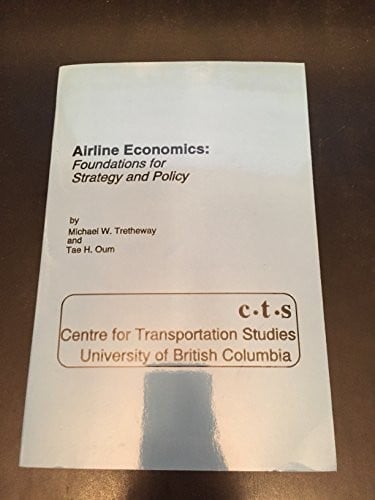 Airline Economics:
Foundations for
Strategy and Policy
by
Michael W. Tretheway
and
Tae H. Oum
c•t•s
Centre for Transportation Studies
University of British Columbia